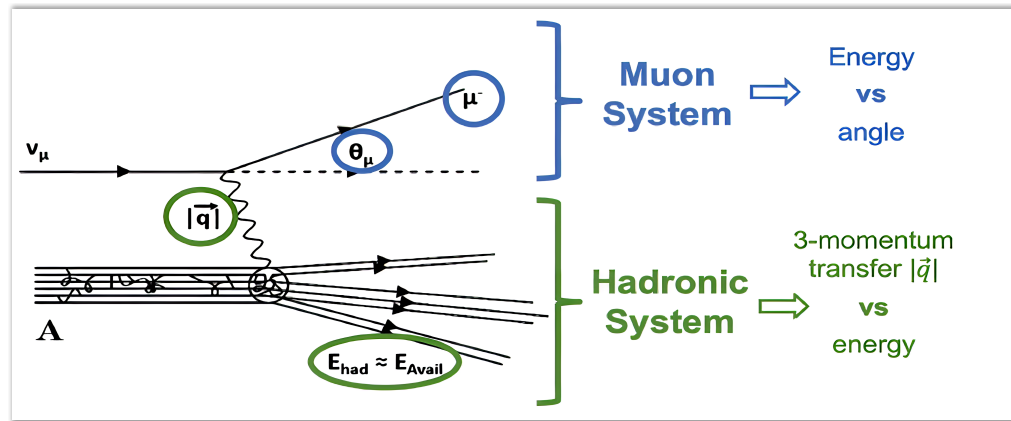 ν_μ
μ⁻
θ_μ
|q⃗|
A
E_had ≈ E_Avail
Muon
System
Energy
vs
angle
Hadronic
System
3-momentum
transfer |q⃗|
vs
energy